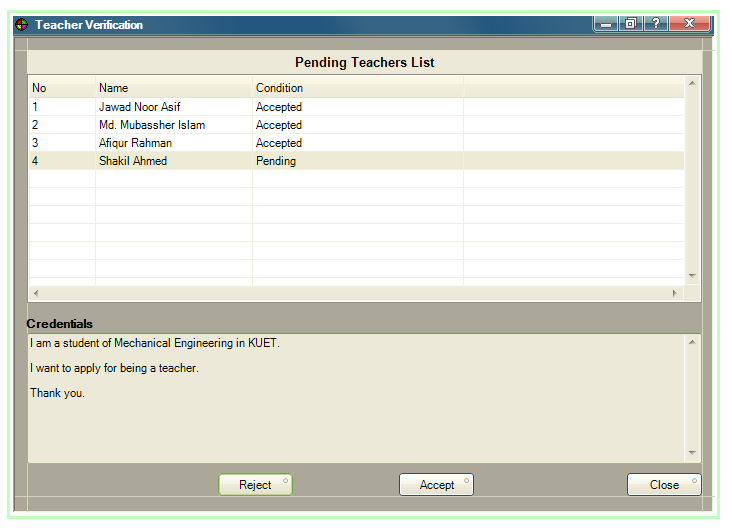 Teacher Verification
?
X
Pending Teachers List
No Name Condition
1 Jawad Noor Asif Accepted
2 Md. Mubassher Islam Accepted
3 Afiqur Rahman Accepted
4 Shakil Ahmed Pending
Credentials
I am a student of Mechanical Engineering in KUET.
I want to apply for being a teacher.
Thank you.
Reject Accept Close